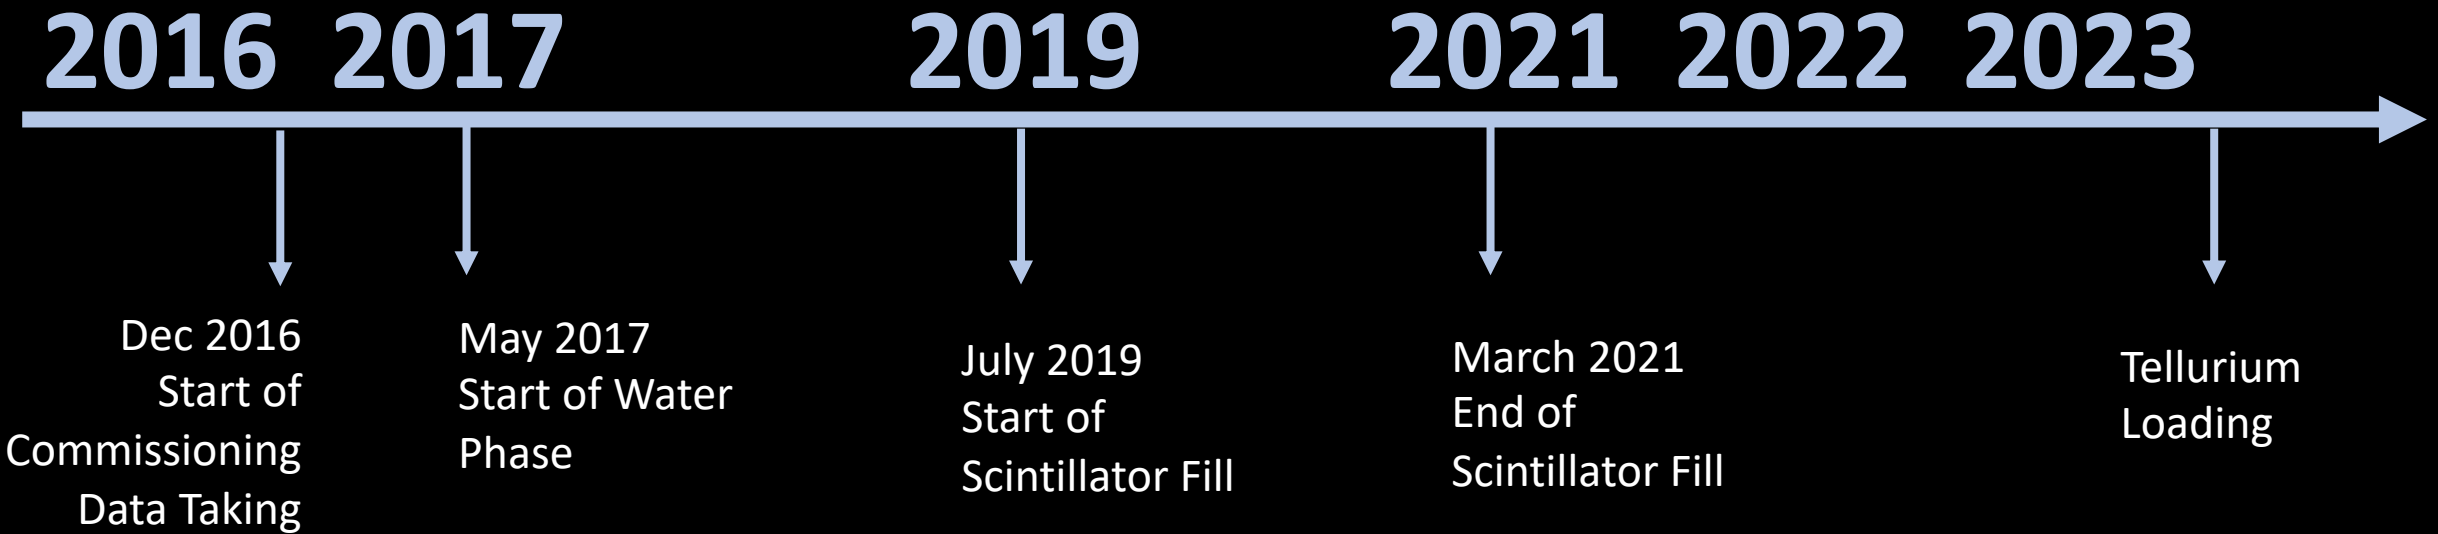 2016 2017 2019 2021 2022 2023
Dec 2016
Start of
Commissioning
Data Taking
May 2017
Start of Water
Phase
July 2019
Start of
Scintillator Fill
March 2021
End of
Scintillator Fill
Tellurium
Loading